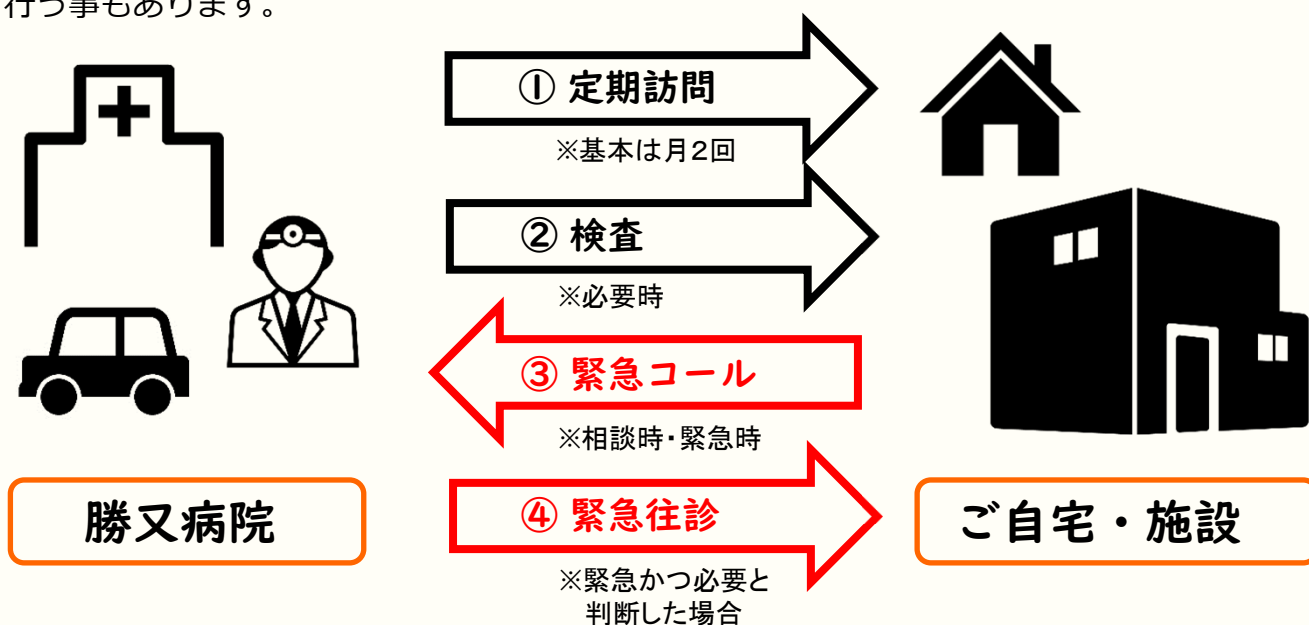 行う事もあります。
① 定期訪問
※基本は月2回
② 検査
※必要時
③ 緊急コール
※相談時・緊急時
④ 緊急往診
※緊急かつ必要と
判断した場合
勝又病院
ご自宅・施設